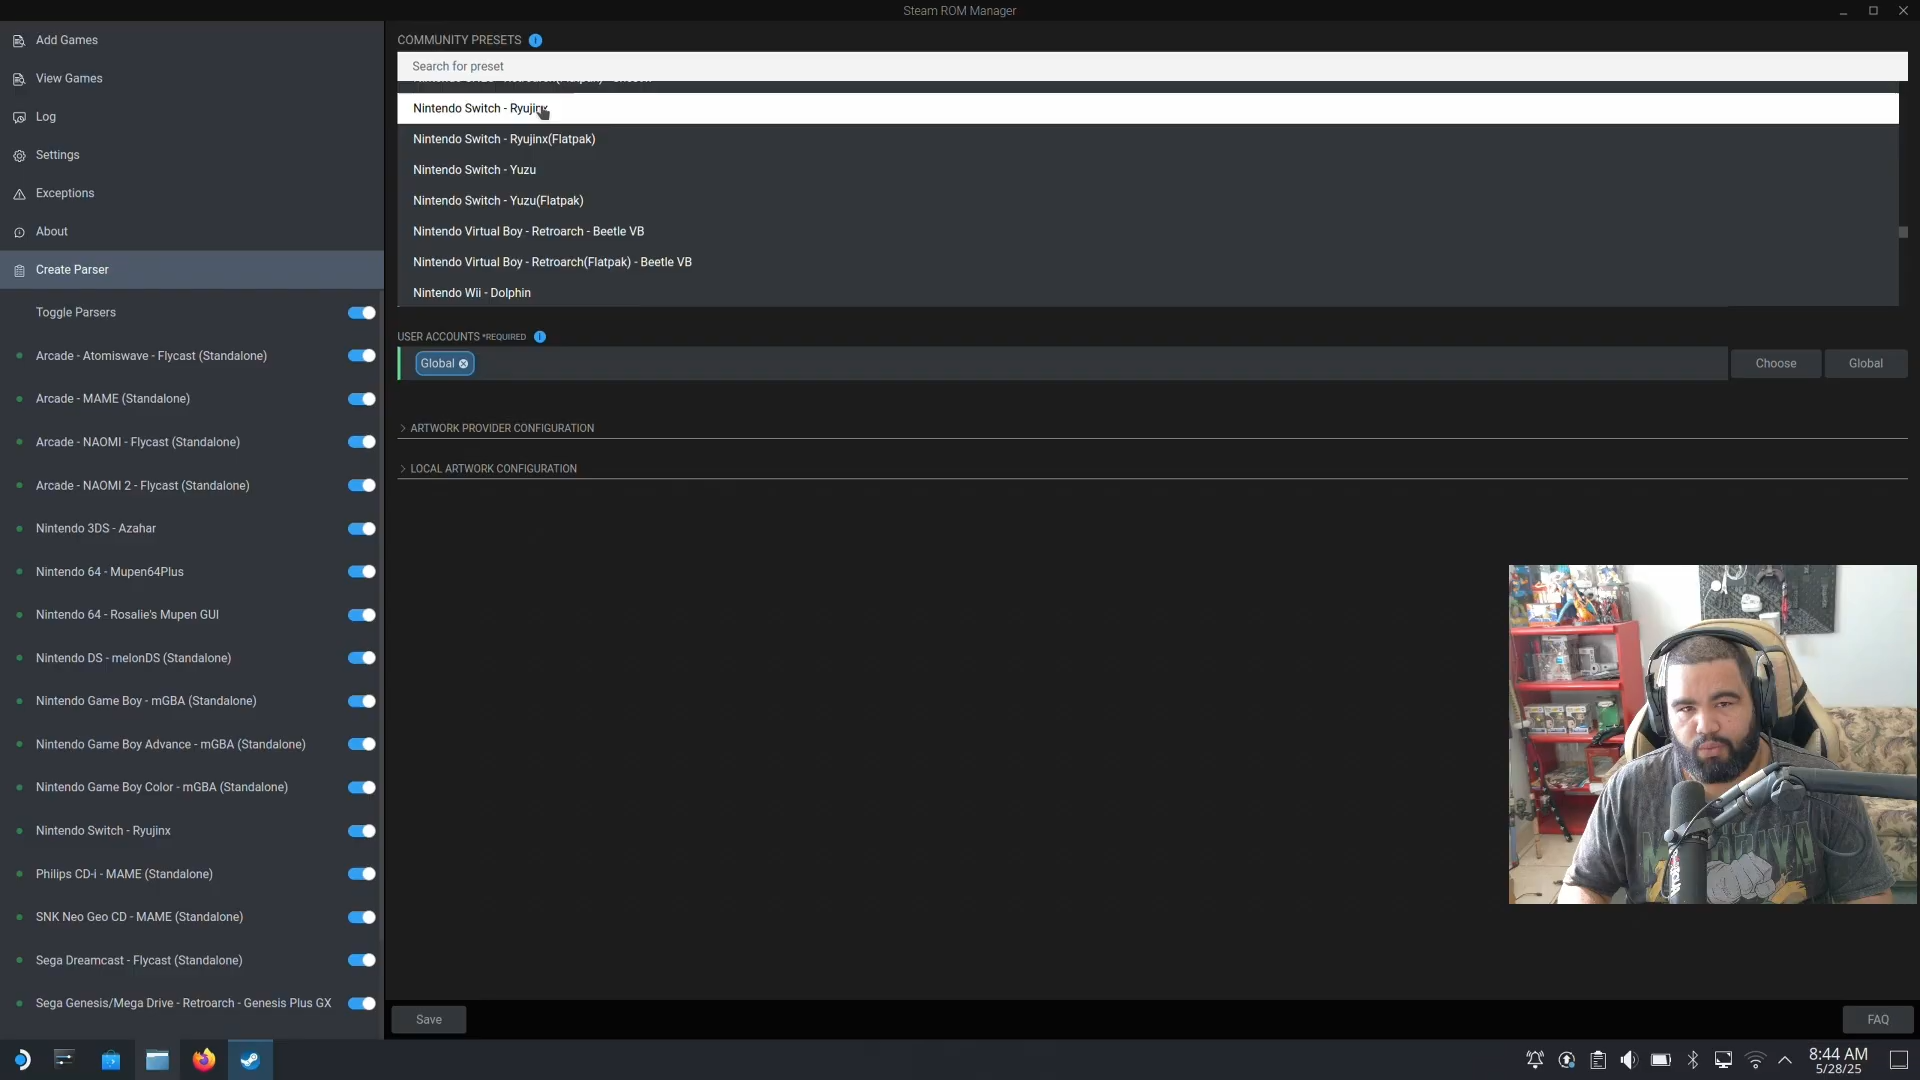 Steam ROM Manager
Add Games
View Games
Log
Settings
Exceptions
About
Create Parser
Toggle Parsers
Arcade - Atomiswave - Flycast (Standalone)
Arcade - MAME (Standalone)
Arcade - NAOMI - Flycast (Standalone)
Arcade - NAOMI 2 - Flycast (Standalone)
Nintendo 3DS - Azahar
Nintendo 64 - Mupen64Plus
Nintendo 64 - Rosalie's Mupen GUI
Nintendo DS - melonDS (Standalone)
Nintendo Game Boy - mGBA (Standalone)
Nintendo Game Boy Advance - mGBA (Standalone)
Nintendo Game Boy Color - mGBA (Standalone)
Nintendo Switch - Ryujinx
Philips CD-i - MAME (Standalone)
SNK Neo Geo CD - MAME (Standalone)
Sega Dreamcast - Flycast (Standalone)
Sega Genesis/Mega Drive - Retroarch - Genesis Plus GX
COMMUNITY PRESETS
Search for preset
Nintendo Switch - Ryujinx
Nintendo Switch - Ryujinx(Flatpak)
Nintendo Switch - Yuzu
Nintendo Switch - Yuzu(Flatpak)
Nintendo Virtual Boy - Retroarch - Beetle VB
Nintendo Virtual Boy - Retroarch(Flatpak) - Beetle VB
Nintendo Wii - Dolphin
USER ACCOUNTS *REQUIRED
Global
Choose
Global
ARTWORK PROVIDER CONFIGURATION
LOCAL ARTWORK CONFIGURATION
Save
FAQ
8:44 AM
5/28/25